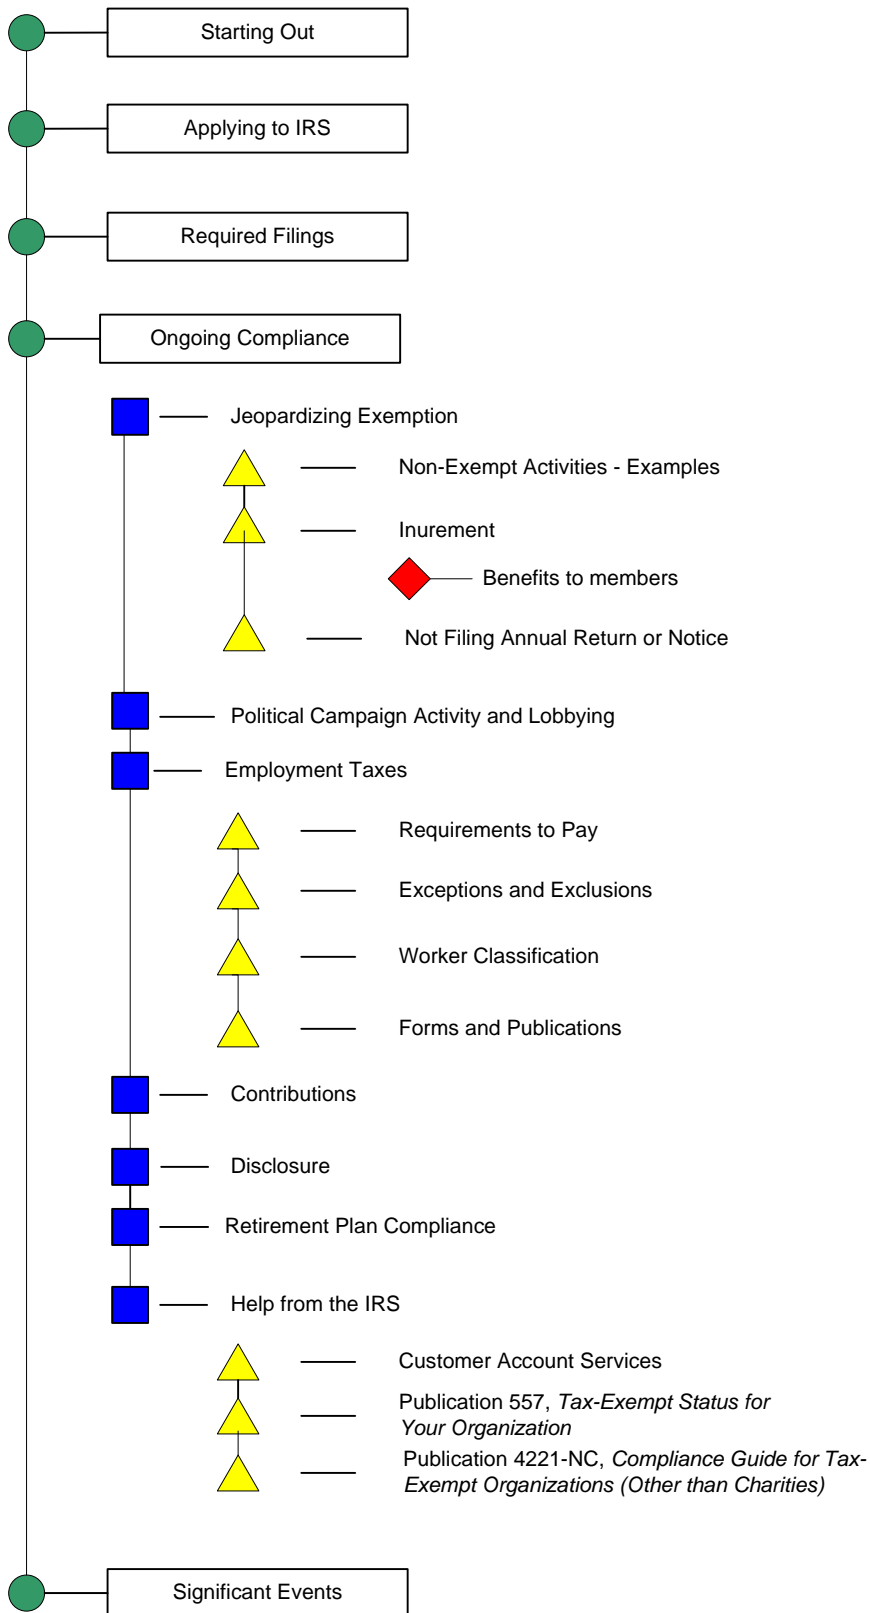 Starting Out
Applying to IRS
Required Filings
Ongoing Compliance
Jeopardizing Exemption
Non-Exempt Activities - Examples
Inurement
Benefits to members
Not Filing Annual Return or Notice
Political Campaign Activity and Lobbying
Employment Taxes
Requirements to Pay
Exceptions and Exclusions
Worker Classification
Forms and Publications
Contributions
Disclosure
Retirement Plan Compliance
Help from the IRS
Customer Account Services
Publication 557, Tax-Exempt Status for
Your Organization
Publication 4221-NC, Compliance Guide for Tax-
Exempt Organizations (Other than Charities)
Significant Events